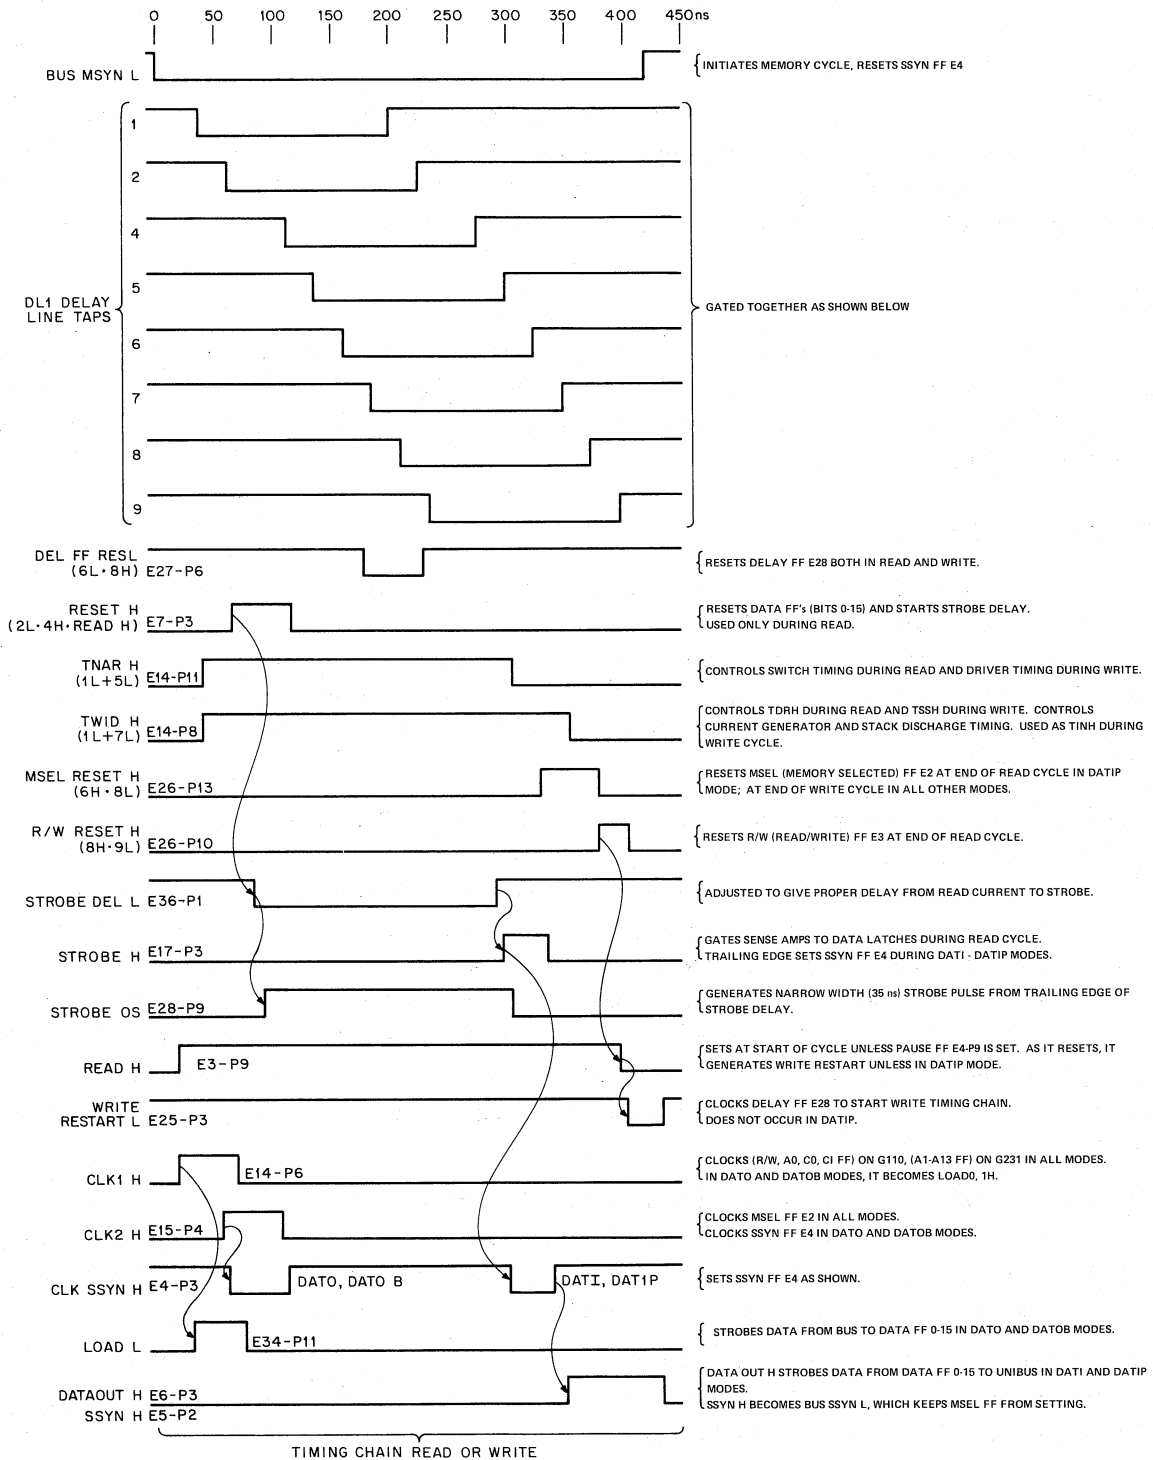 0 50 100 150 200 250 300 350 400 450ns
BUS MSYN L
INITIATES MEMORY CYCLE, RESETS SSYN FF E4
1
2
4
5
DL1 DELAY
LINE TAPS
GATED TOGETHER AS SHOWN BELOW
6
7
8
9
DEL FF RESL
(6L·8H) E27-P6
RESETS DELAY FF E28 BOTH IN READ AND WRITE.
RESET H
(2L·4H·READ H) E7-P3
RESETS DATA FF's (BITS 0-15) AND STARTS STROBE DELAY.
USED ONLY DURING READ.
TNAR H
(1L+5L) E14-P11
CONTROLS SWITCH TIMING DURING READ AND DRIVER TIMING DURING WRITE.
TWID H
(1L+7L) E14-P8
CONTROLS TDRH DURING READ AND TSSH DURING WRITE. CONTROLS
CURRENT GENERATOR AND STACK DISCHARGE TIMING. USED AS TINH DURING
WRITE CYCLE.
MSEL RESET H
(6H·8L) E26-P13
RESETS MSEL (MEMORY SELECTED) FF E2 AT END OF READ CYCLE IN DATIP
MODE; AT END OF WRITE CYCLE IN ALL OTHER MODES.
R/W RESET H
(8H·9L) E26-P10
RESETS R/W (READ/WRITE) FF E3 AT END OF READ CYCLE.
STROBE DEL L E36-P1
ADJUSTED TO GIVE PROPER DELAY FROM READ CURRENT TO STROBE.
STROBE H E17-P3
GATES SENSE AMPS TO DATA LATCHES DURING READ CYCLE.
TRAILING EDGE SETS SSYN FF E4 DURING DATI - DATIP MODES.
STROBE OS E28-P9
GENERATES NARROW WIDTH (35 ns) STROBE PULSE FROM TRAILING EDGE OF
STROBE DELAY.
READ H E3-P9
SETS AT START OF CYCLE UNLESS PAUSE FF E4-P9 IS SET. AS IT RESETS, IT
GENERATES WRITE RESTART UNLESS IN DATIP MODE.
WRITE
RESTART L E25-P3
CLOCKS DELAY FF E28 TO START WRITE TIMING CHAIN.
DOES NOT OCCUR IN DATIP.
CLK1 H E14-P6
CLOCKS (R/W, A0, C0, CI FF) ON G110, (A1-A13 FF) ON G231 IN ALL MODES.
IN DATO AND DATOB MODES, IT BECOMES LOAD0, 1H.
CLK2 H E15-P4
CLOCKS MSEL FF E2 IN ALL MODES.
CLOCKS SSYN FF E4 IN DATO AND DATOB MODES.
CLK SSYN H E4-P3 DATO, DATO B DATI, DAT1P
SETS SSYN FF E4 AS SHOWN.
LOAD L E34-P11
STROBES DATA FROM BUS TO DATA FF 0-15 IN DATO AND DATOB MODES.
DATAOUT H E6-P3
SSYN H E5-P2
DATA OUT H STROBES DATA FROM DATA FF 0-15 TO UNIBUS IN DATI AND DATIP
MODES.
SSYN H BECOMES BUS SSYN L, WHICH KEEPS MSEL FF FROM SETTING.
TIMING CHAIN READ OR WRITE